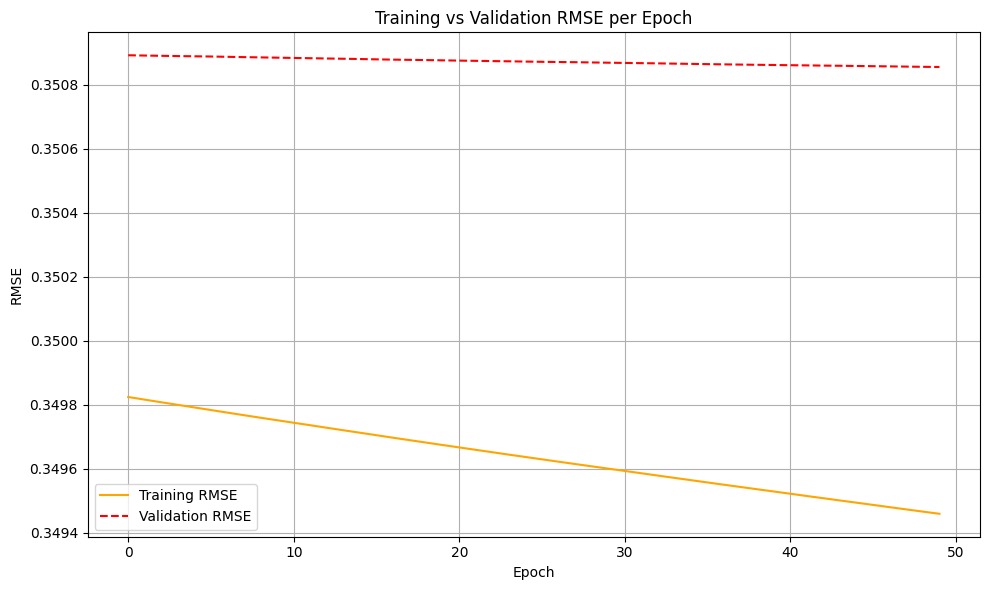 Training vs Validation RMSE per Epoch
0.3508
0.3506
0.3504
0.3502
0.3500
0.3498
0.3496
0.3494
RMSE
Training RMSE
Validation RMSE
0 10 20 30 40 50
Epoch